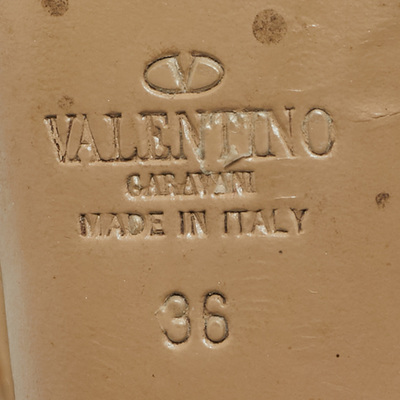 V
VALENTINO
GARAVANI
MADE IN ITALY
36